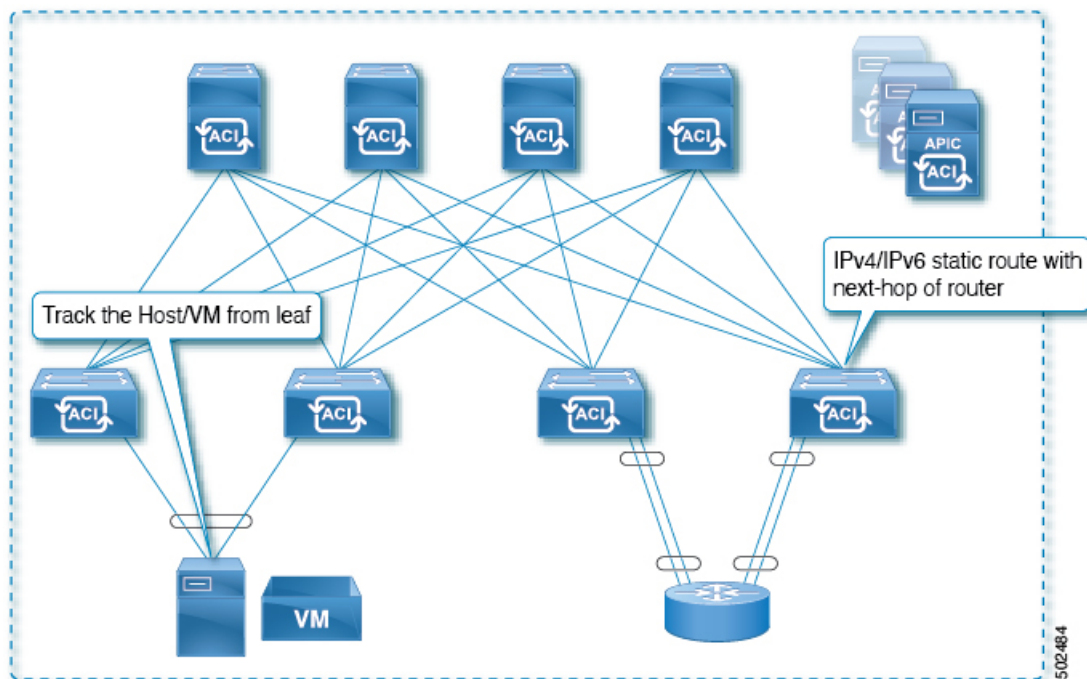 ACI
ACI
ACI
ACI
A
A
APIC
ACI
IPv4/IPv6 static route with
next-hop of router
Track the Host/VM from leaf
ACI
ACI
ACI
ACI
VM
502484